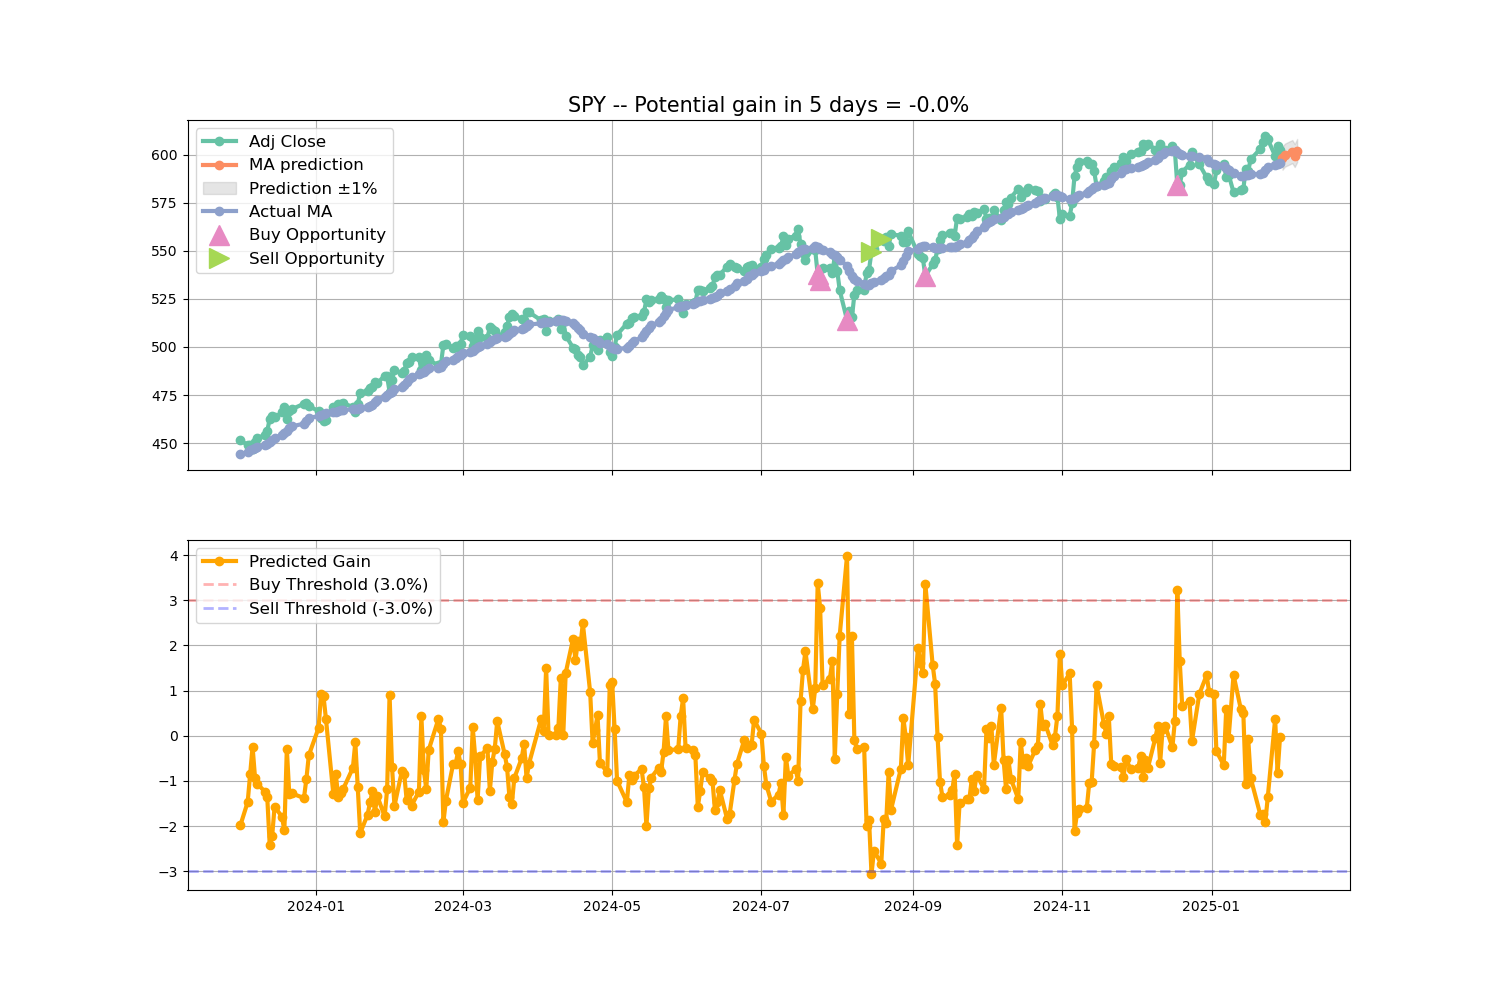 SPY -- Potential gain in 5 days = -0.0%
Adj Close
MA prediction
Prediction ±1%
Actual MA
Buy Opportunity
Sell Opportunity
600
575
550
525
500
475
450
Predicted Gain
Buy Threshold (3.0%)
Sell Threshold (-3.0%)
4
3
2
1
0
−1
−2
−3
2024-01 2024-03 2024-05 2024-07 2024-09 2024-11 2025-01